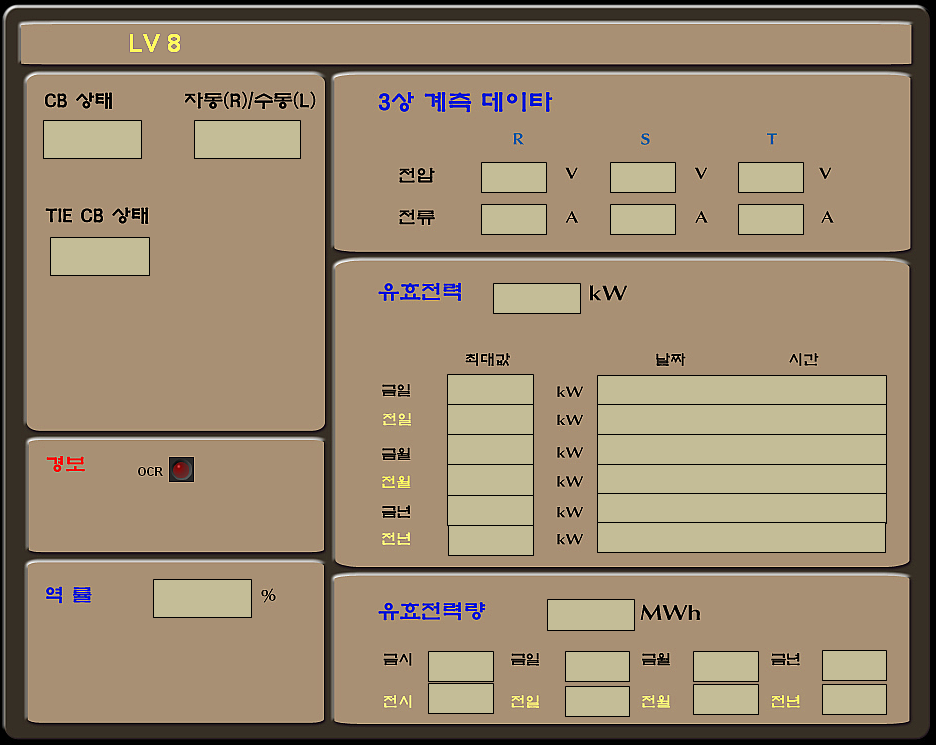 LV 8
CB 상태 자동(R)/수동(L)
TIE CB 상태
3상 계측 데이타
R S T
전압 V V V
전류 A A A
유효전력 kW
최대값 날짜 시간
금일 kW
전일 kW
금월 kW
전월 kW
금년 kW
전년 kW
경보 OCR
역 률 %
유효전력량 MWh
금시 금일 금월 금년
전시 전일 전월 전년